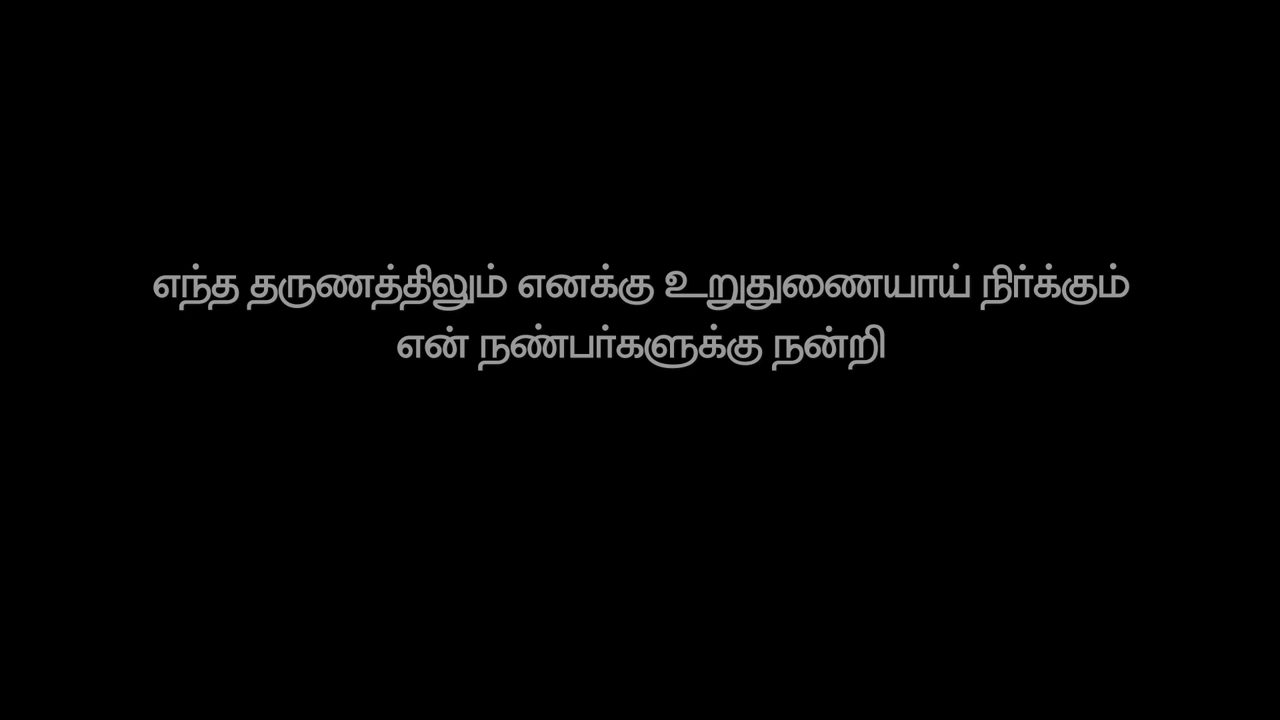 எந்த தருணத்திலும் எனக்கு உறுதுணையாய் நிர்க்கும்
என் நண்பர்களுக்கு நன்றி